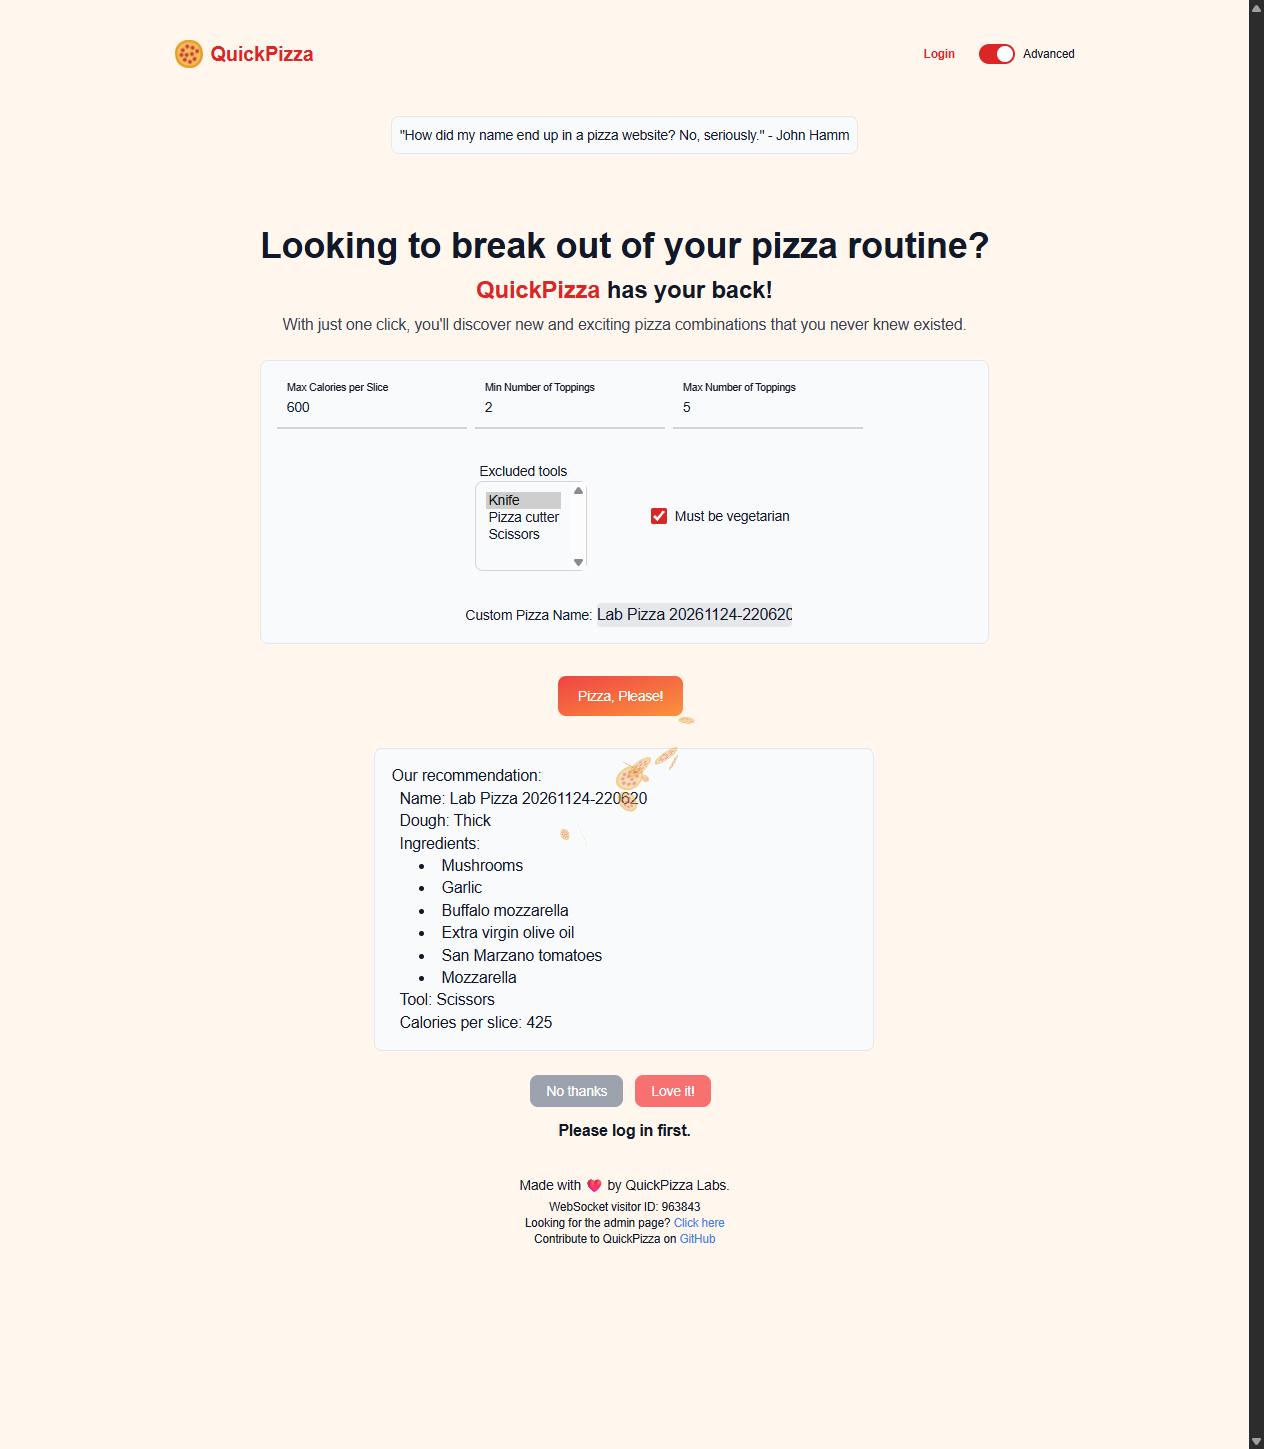 QuickPizza
Login
Advanced
"How did my name end up in a pizza website? No, seriously." - John Hamm
Looking to break out of your pizza routine?
QuickPizza has your back!
With just one click, you'll discover new and exciting pizza combinations that you never knew existed.
Max Calories per Slice
600
Min Number of Toppings
2
Max Number of Toppings
5
Excluded tools
Knife
Pizza cutter
Scissors
Must be vegetarian
Custom Pizza Name: Lab Pizza 20261124-220620
Pizza, Please!
Our recommendation:
Name: Lab Pizza 20261124-220620
Dough: Thick
Ingredients:
• Mushrooms
• Garlic
• Buffalo mozzarella
• Extra virgin olive oil
• San Marzano tomatoes
• Mozzarella
Tool: Scissors
Calories per slice: 425
No thanks
Love it!
Please log in first.
Made with 💗 by QuickPizza Labs.
WebSocket visitor ID: 963843
Looking for the admin page? Click here
Contribute to QuickPizza on GitHub